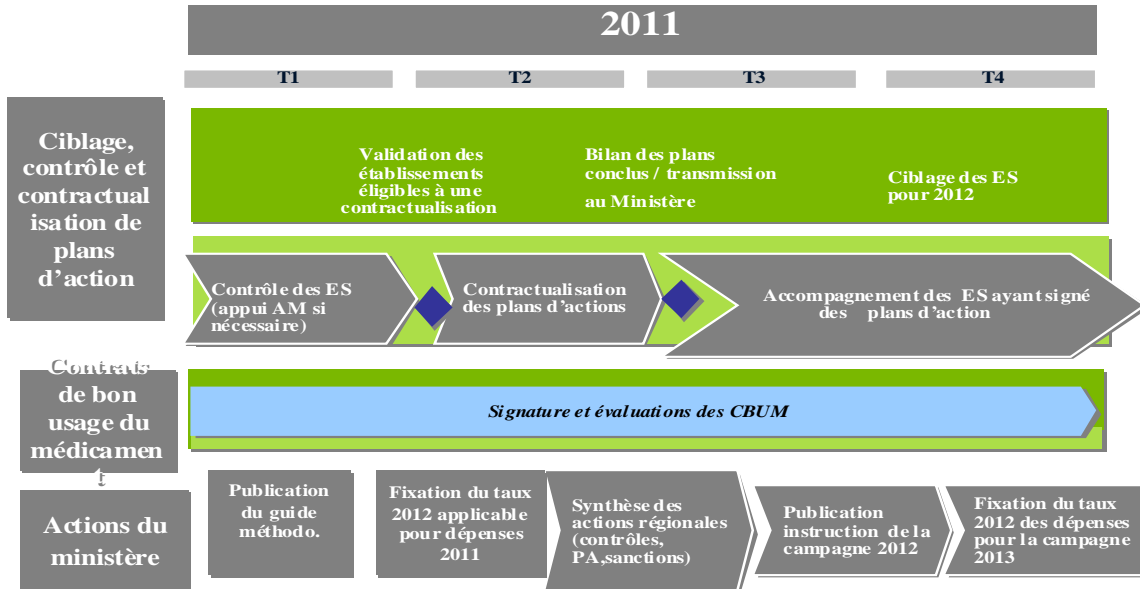 2011
T1
T2
T3
T4
Ciblage,
contrôle et
contractual
isation de
plans
d’action
Validation des
établissements
éligibles à une
contractualisation
Bilan des plans
conclus / transmission
au Ministère
Ciblage des ES
pour 2012
Contrôle des ES
(appui AM si
nécessaire)
Contractualisation
des plans d’actions
Accompagnement des ES ayant signé
des plans d’action
Contrats
de bon
usage du
médicamen
t
Signature et évaluations des CBUM
Actions du
ministère
Publication
du guide
méthodo.
Fixation du taux
2012 applicable
pour dépenses
2011
Synthèse des
actions régionales
(contrôles,
PA,sanctions)
Publication
instruction de la
campagne 2012
Fixation du taux
2012 des dépenses
pour la campagne
2013